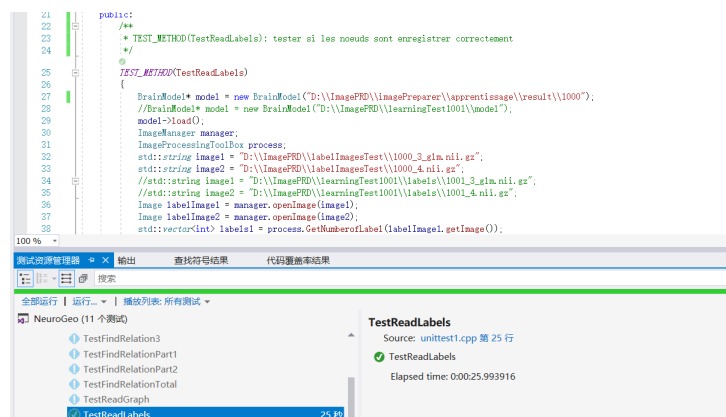 21 public:
22 /**
23 * TEST_METHOD(TestReadLabels): tester si les noeuds sont enregistrer correctement
24 */
25 TEST_METHOD(TestReadLabels)
26 {
27 BrainModel* model = new BrainModel("D:\\ImagePRD\\imagePreparer\\apprentissage\\result\\1000");
28 //BrainModel* model = new BrainModel("D:\\ImagePRD\\learningTest1001\\model");
29 model->load();
30 ImageManager manager;
31 ImageProcessingToolBox process;
32 std::string image1 = "D:\\ImagePRD\\labelImagesTest\\1000_3_glm.nii.gz";
33 std::string image2 = "D:\\ImagePRD\\labelImagesTest\\1000_4.nii.gz";
34 //std::string image1 = "D:\\ImagePRD\\learningTest1001\\labels\\1001_3_glm.nii.gz";
35 //std::string image2 = "D:\\ImagePRD\\learningTest1001\\labels\\1001_4.nii.gz";
36 Image labelImage1 = manager.openImage(image1);
37 Image labelImage2 = manager.openImage(image2);
38 std::vector<int> labels1 = process.GetNumberofLabel(labelImage1.getImage());
100 %
测试资源管理器 输出 查找符号结果 代码覆盖率结果
搜索
全部运行 | 运行... | 播放列表: 所有测试
NeuroGeo (11 个测试)
TestFindRelation3
TestFindRelationPart1
TestFindRelationPart2
TestFindRelationTotal
TestReadGraph
TestReadLabels 25 秒
TestReadLabels
Source: unittest1.cpp 第 25 行
TestReadLabels
Elapsed time: 0:00:25.993916